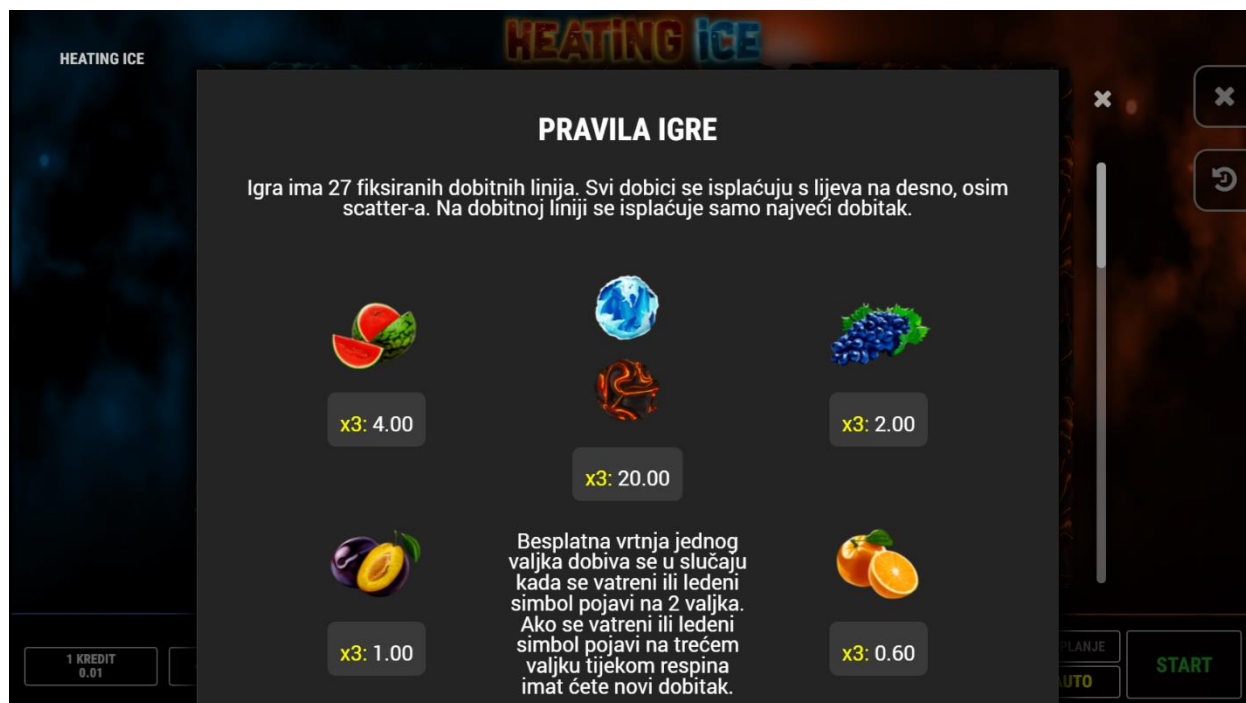 HEATING ICE
HEATING ICE
PRAVILA IGRE
Igra ima 27 fiksiranih dobitnih linija. Svi dobici se isplaćuju s lijeva na desno, osim
scatter-a. Na dobitnoj liniji se isplaćuje samo najveći dobitak.
x3: 4.00
x3: 20.00
x3: 2.00
Besplatna vrtnja jednog
valjka dobiva se u slučaju
kada se vatreni ili ledeni
simbol pojavi na 2 valjka.
Ako se vatreni ili ledeni
simbol pojavi na trećem
valjku tijekom respina
imat ćete novi dobitak.
x3: 1.00
x3: 0.60
1 KREDIT
0.01
START